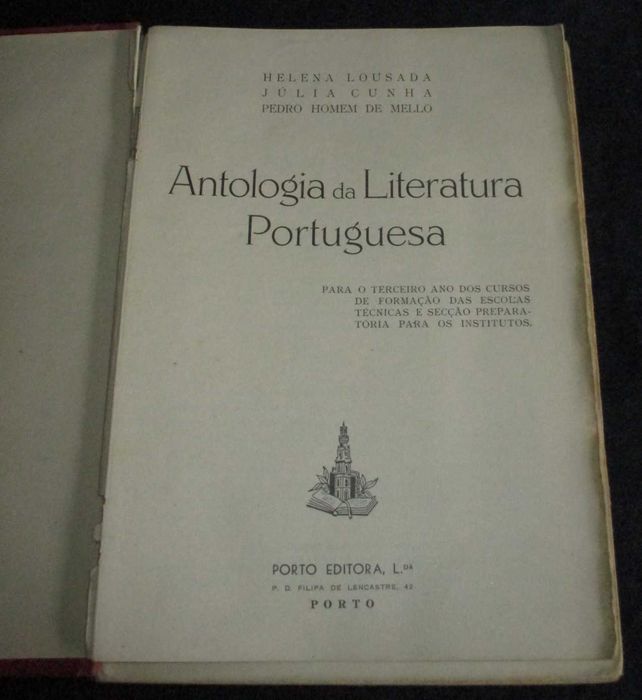 HELENA LOUSADA
JÚLIA CUNHA
PEDRO HOMEM DE MELLO
Antologia da Literatura
Portuguesa
PARA O TERCEIRO ANO DOS CURSOS
DE FORMAÇÃO DAS ESCOLAS
TÉCNICAS E SECÇÃO PREPARA-
TÓRIA PARA OS INSTITUTOS.
PORTO EDITORA, L.DA
P. D. FILIPA DE LENCASTRE, 42
PORTO